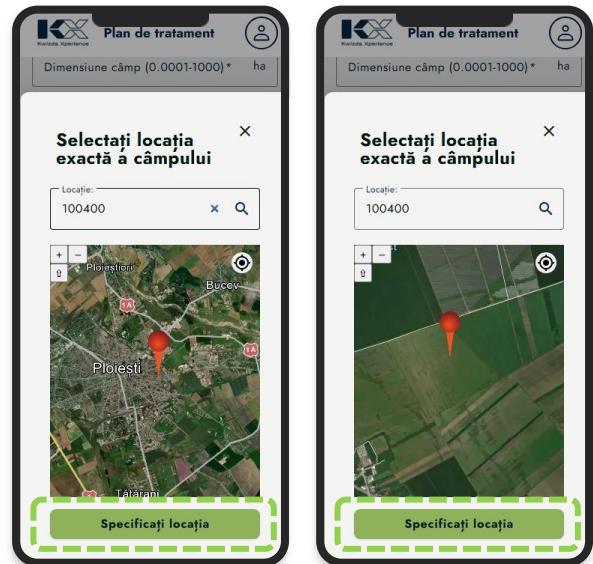 KX
Kwizda Xperience
Plan de tratament
Dimensiune câmp (0.0001-1000)* ha
Selectați locația
exactă a câmpului
Locație:
100400
+ −
Ploieștiori
Bucov
1A
1A
Ploiești
Tătărani
Specificați locația
KX
Kwizda Xperience
Plan de tratament
Dimensiune câmp (0.0001-1000)* ha
Selectați locația
exactă a câmpului
Locație:
100400
+ −
Specificați locația